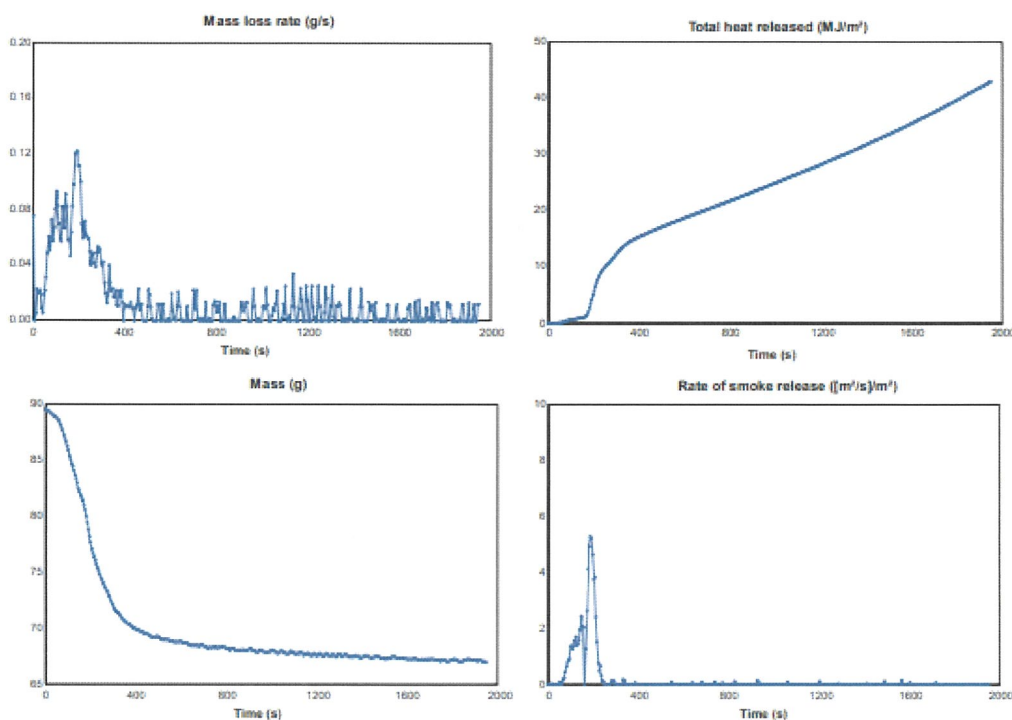 Mass loss rate (g/s)
0.20
0.16
0.12
0.08
0.04
0.00
0 400 800 1200 1600 2000
Time (s)
Total heat released (MJ/m²)
50
40
30
20
10
0
0 400 800 1200 1600 2000
Time (s)
Mass (g)
90
85
80
75
70
65
0 400 800 1200 1600 2000
Time (s)
Rate of smoke release ([m²/s]/m²)
10
8
6
4
2
0
0 400 800 1200 1600 2000
Time (s)